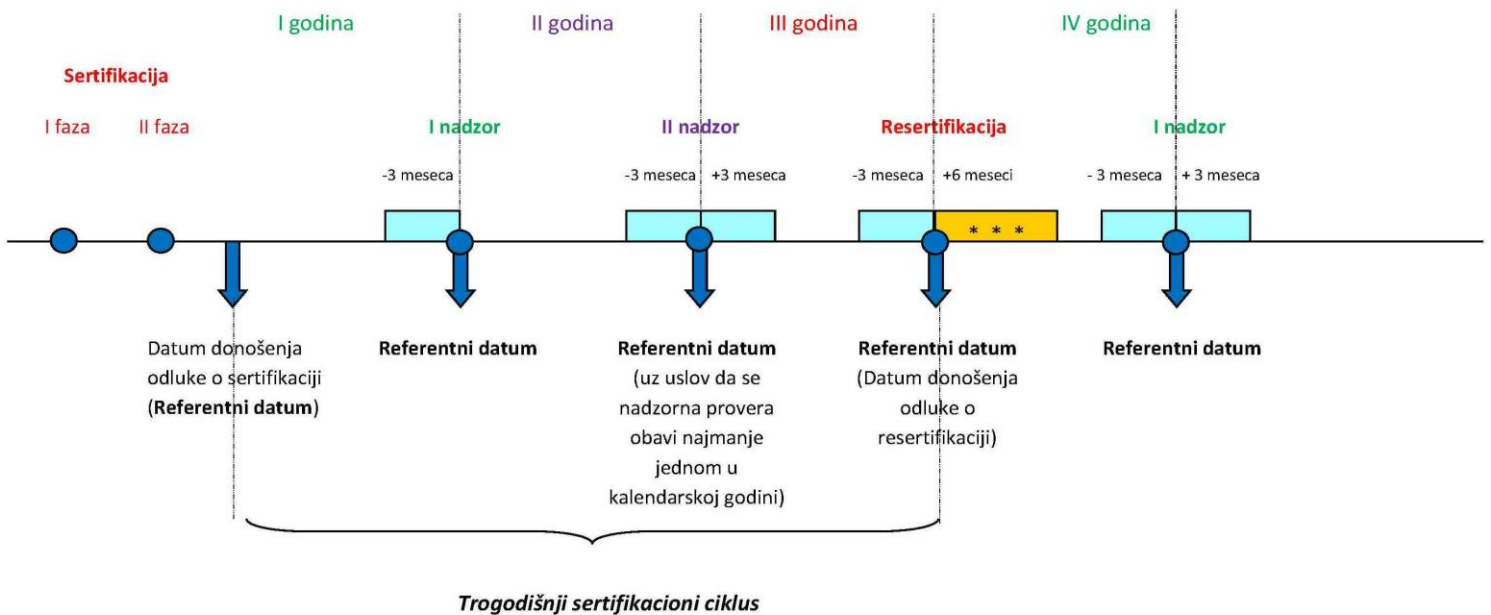 I godina
II godina
III godina
IV godina
Sertifikacija
I faza
II faza
I nadzor
II nadzor
Resertifikacija
I nadzor
-3 meseca
-3 meseca
+3 meseca
-3 meseca
+6 meseci
- 3 meseca
+ 3 meseca
* * *
Datum donošenja
odluke o sertifikaciji
(Referentni datum)
Referentni datum
Referentni datum
(uz uslov da se
nadzorna provera
obavi najmanje
jednom u
kalendarskoj godini)
Referentni datum
(Datum donošenja
odluke o
resertifikaciji)
Referentni datum
Trogodišnji sertifikacioni ciklus